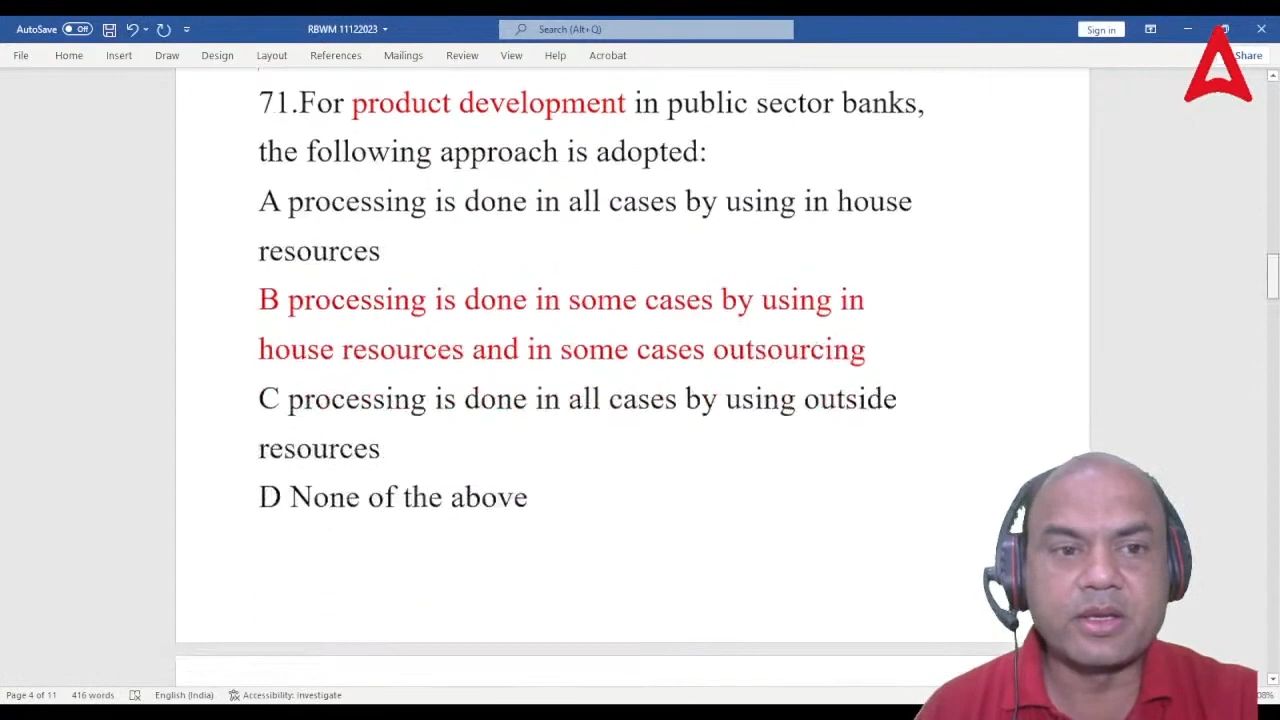 AutoSave Off RBWM 11122023 Search (Alt+Q) Sign in
File Home Insert Draw Design Layout References Mailings Review View Help Acrobat Share
71.For product development in public sector banks,
the following approach is adopted:
A processing is done in all cases by using in house
resources
B processing is done in some cases by using in
house resources and in some cases outsourcing
C processing is done in all cases by using outside
resources
D None of the above
Page 4 of 11 416 words English (India) Accessibility: Investigate